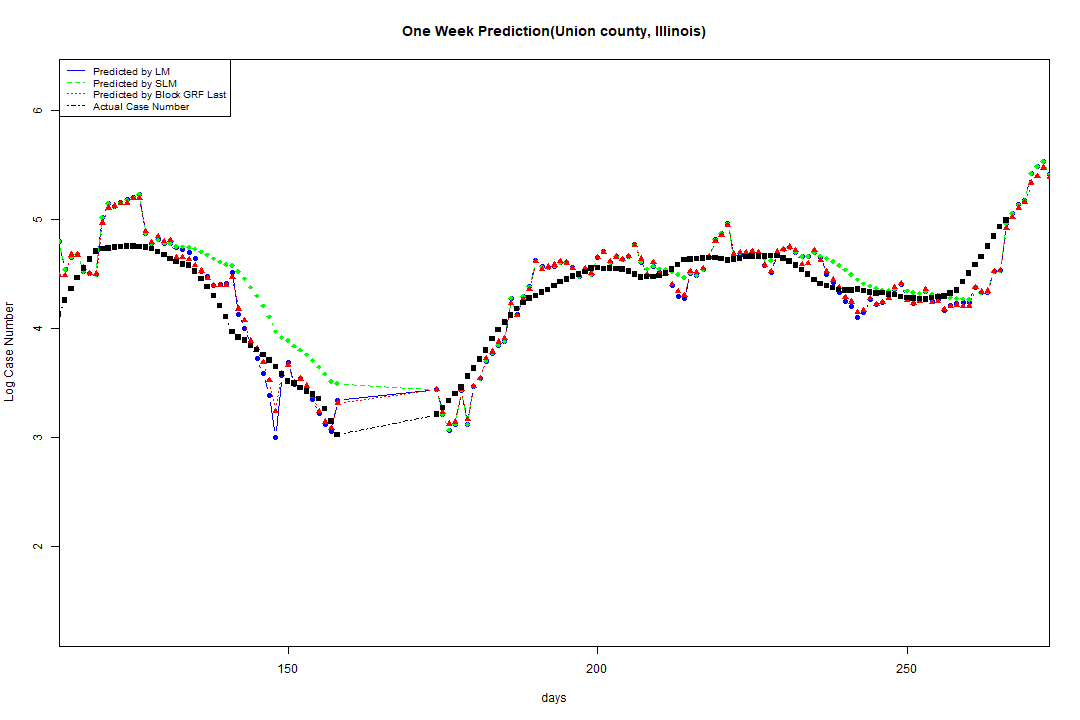 One Week Prediction(Union county, Illinois)
Predicted by LM
Predicted by SLM
Predicted by Block GRF Last
Actual Case Number
6
5
4
3
2
Log Case Number
150
200
250
days